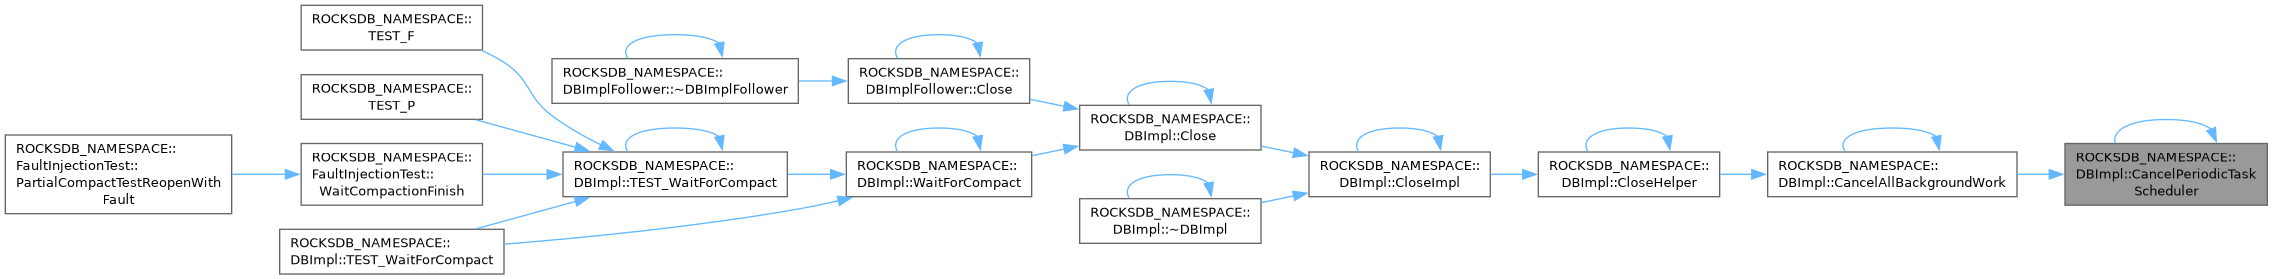 ROCKSDB_NAMESPACE::
TEST_F
ROCKSDB_NAMESPACE::
TEST_P
ROCKSDB_NAMESPACE::
FaultInjectionTest::
PartialCompactTestReopenWith
Fault
ROCKSDB_NAMESPACE::
FaultInjectionTest::
WaitCompactionFinish
ROCKSDB_NAMESPACE::
DBImpl::TEST_WaitForCompact
ROCKSDB_NAMESPACE::
DBImplFollower::~DBImplFollower
ROCKSDB_NAMESPACE::
DBImpl::TEST_WaitForCompact
ROCKSDB_NAMESPACE::
DBImplFollower::Close
ROCKSDB_NAMESPACE::
DBImpl::WaitForCompact
ROCKSDB_NAMESPACE::
DBImpl::Close
ROCKSDB_NAMESPACE::
DBImpl::~DBImpl
ROCKSDB_NAMESPACE::
DBImpl::CloseImpl
ROCKSDB_NAMESPACE::
DBImpl::CloseHelper
ROCKSDB_NAMESPACE::
DBImpl::CancelAllBackgroundWork
ROCKSDB_NAMESPACE::
DBImpl::CancelPeriodicTask
Scheduler